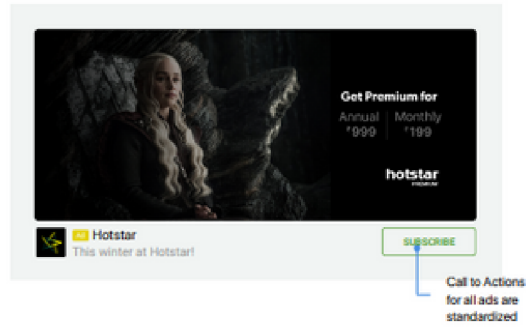 Get Premium for
Annual Monthly
₹999 ₹199
hotstar
PREMIUM
Ad Hotstar
This winter at Hotstar!
SUBSCRIBE
Call to Actions
for all ads are
standardized